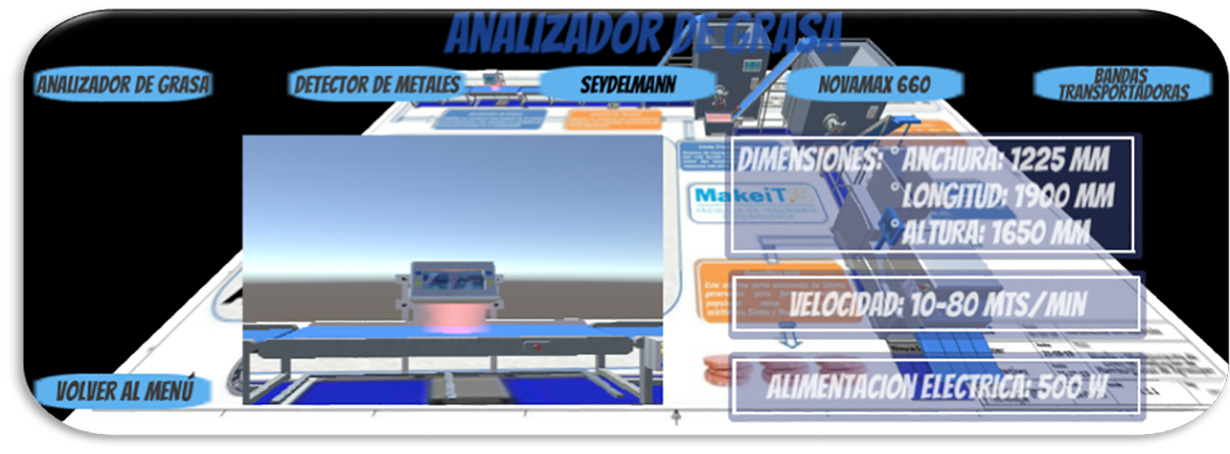 ANALIZADOR DE GRASA
ANALIZADOR DE GRASA
DETECTOR DE METALES
SEYDELMANN
NOVAMAX 660
BANDAS
TRANSPORTADORAS
DIMENSIONES: ANCHURA: 1225 MM
LONGITUD: 1900 MM
ALTURA: 1650 MM
MakeiT
VELOCIDAD: 10-80 MTS/MIN
ALIMENTACION ELECTRICA: 500 W
VOLVER AL MENÚ